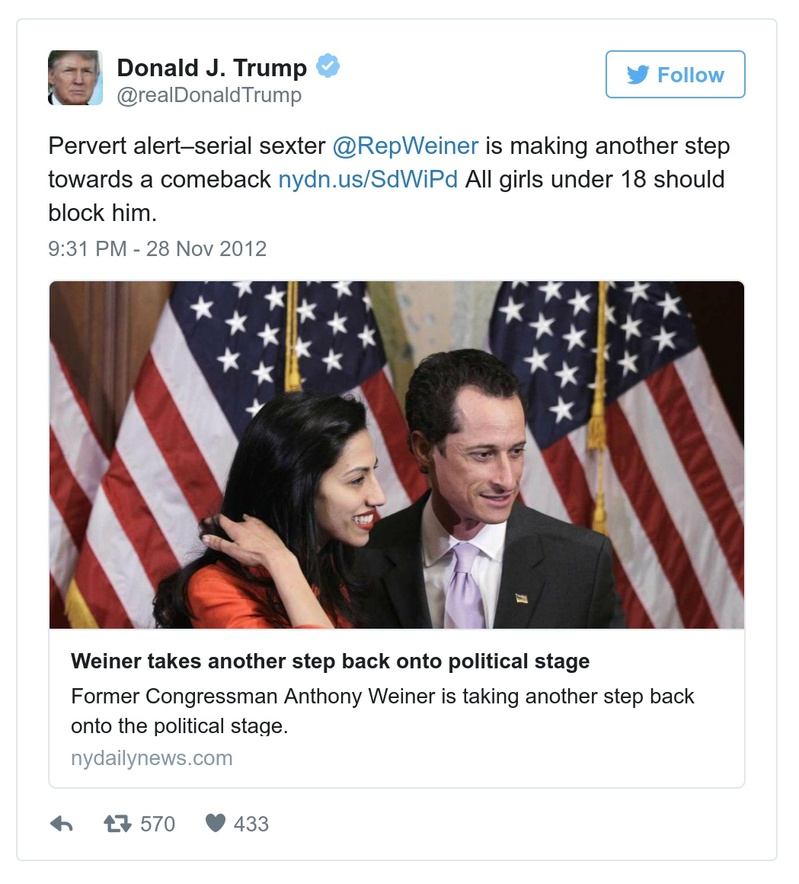 Donald J. Trump
@realDonaldTrump
Follow
Pervert alert–serial sexter @RepWeiner is making another step
towards a comeback nydn.us/SdWiPd All girls under 18 should
block him.
9:31 PM - 28 Nov 2012
Weiner takes another step back onto political stage
Former Congressman Anthony Weiner is taking another step back
onto the political stage.
nydailynews.com
570
433